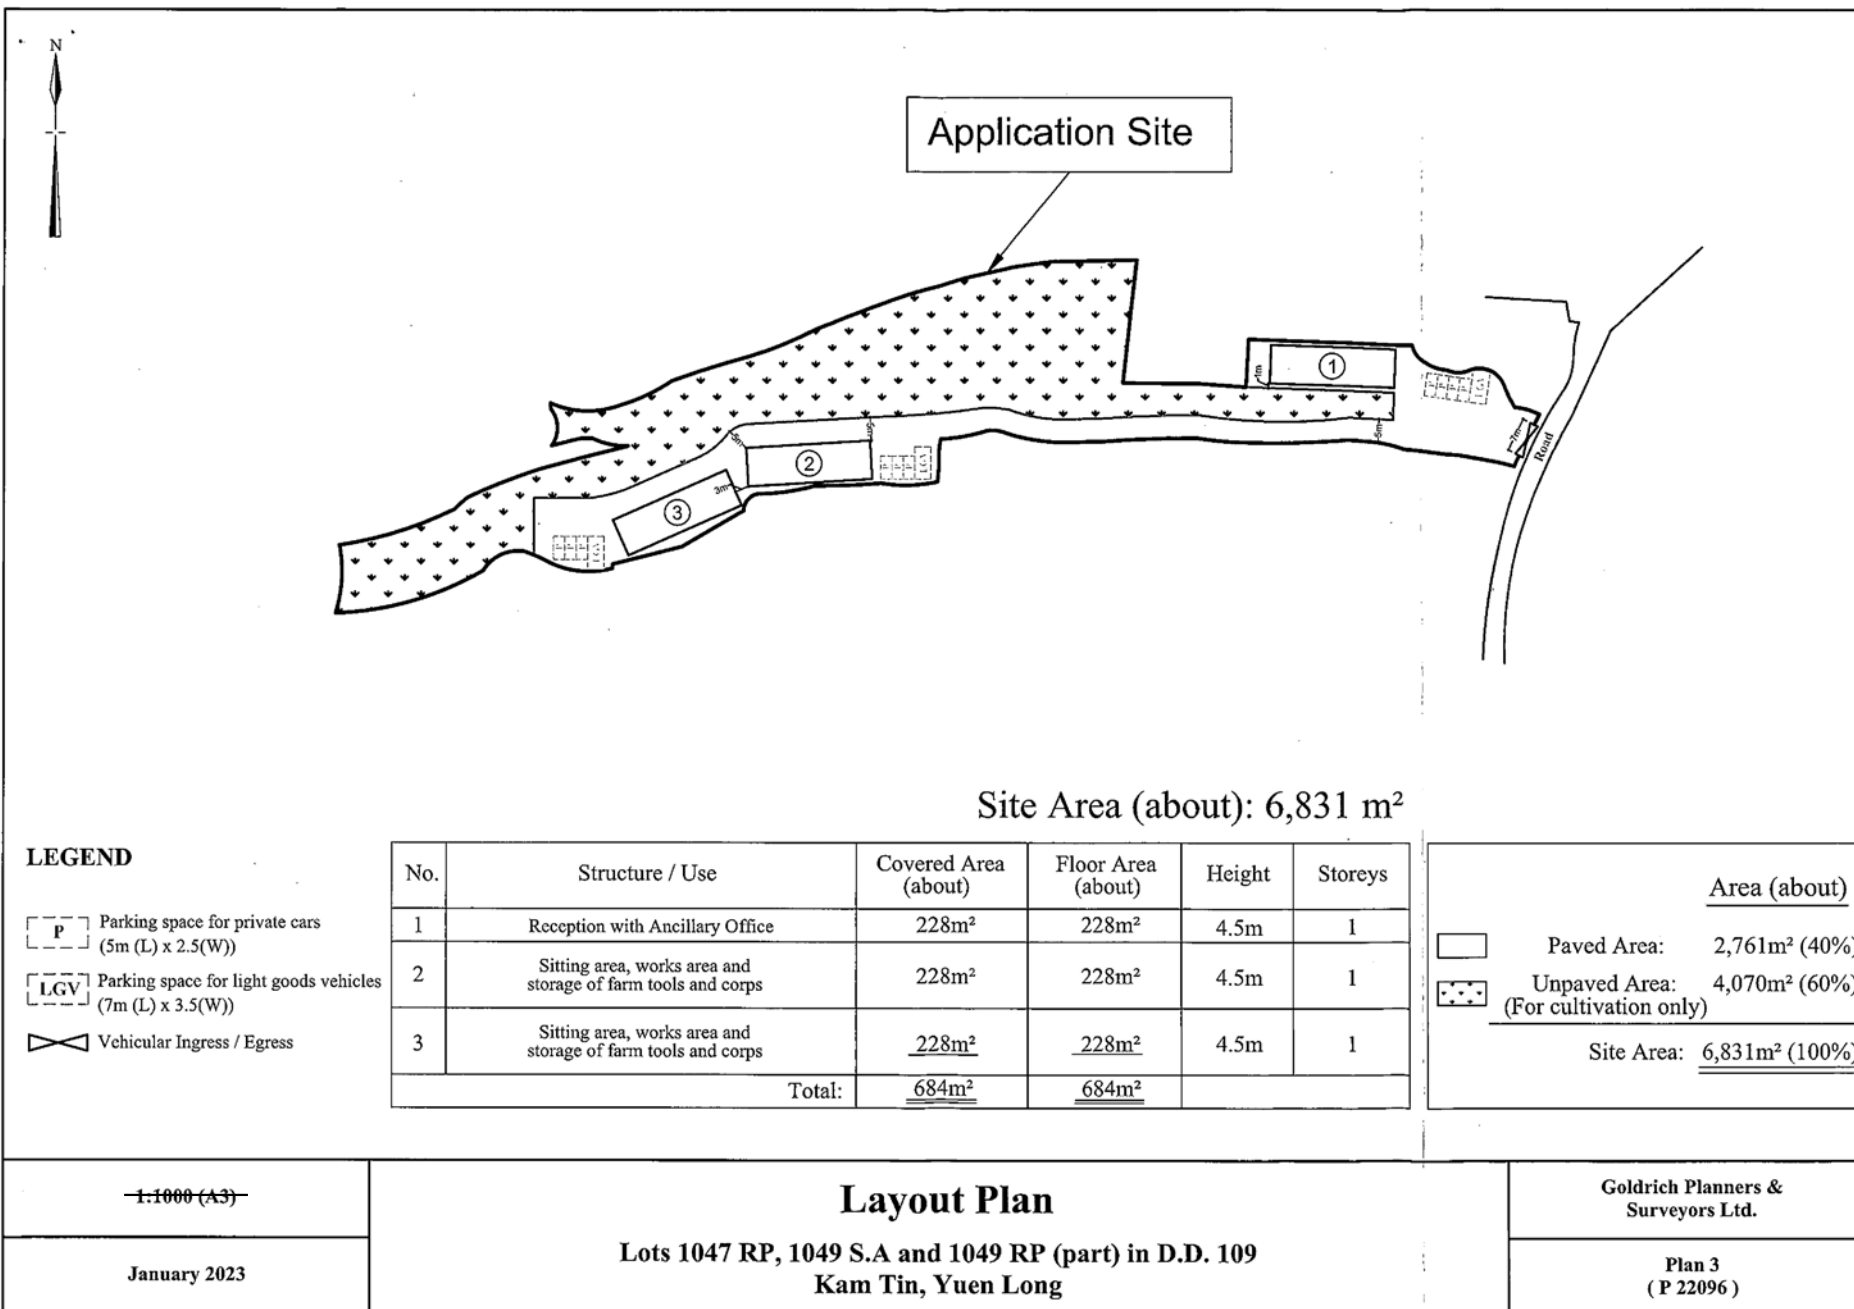 N
Application Site
1
1m
7m
Road
5m
5m
5m
2
3m
3
Site Area (about): 6,831 m²
LEGEND
P Parking space for private cars
(5m (L) x 2.5(W))
LGV Parking space for light goods vehicles
(7m (L) x 3.5(W))
Vehicular Ingress / Egress
No. Structure / Use Covered Area (about) Floor Area (about) Height Storeys
1 Reception with Ancillary Office 228m² 228m² 4.5m 1
2 Sitting area, works area and storage of farm tools and corps 228m² 228m² 4.5m 1
3 Sitting area, works area and storage of farm tools and corps 228m² 228m² 4.5m 1
Total: 684m² 684m²
Area (about)
Paved Area: 2,761m² (40%)
Unpaved Area: 4,070m² (60%)
(For cultivation only)
Site Area: 6,831m² (100%)
1:1000 (A3)
January 2023
Layout Plan
Lots 1047 RP, 1049 S.A and 1049 RP (part) in D.D. 109
Kam Tin, Yuen Long
Goldrich Planners &
Surveyors Ltd.
Plan 3
( P 22096 )